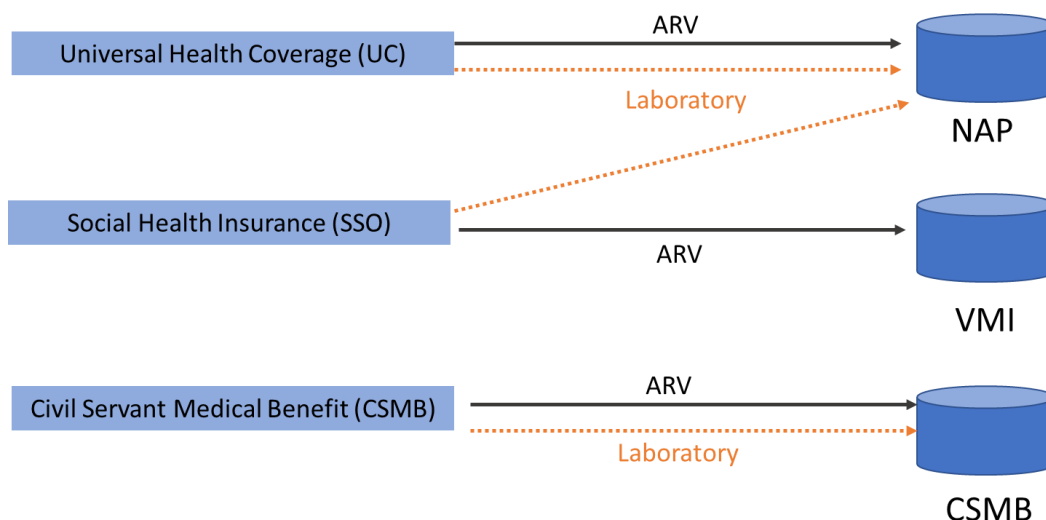 ARV
Universal Health Coverage (UC)
Laboratory
NAP
Social Health Insurance (SSO)
ARV
VMI
ARV
Civil Servant Medical Benefit (CSMB)
Laboratory
CSMB